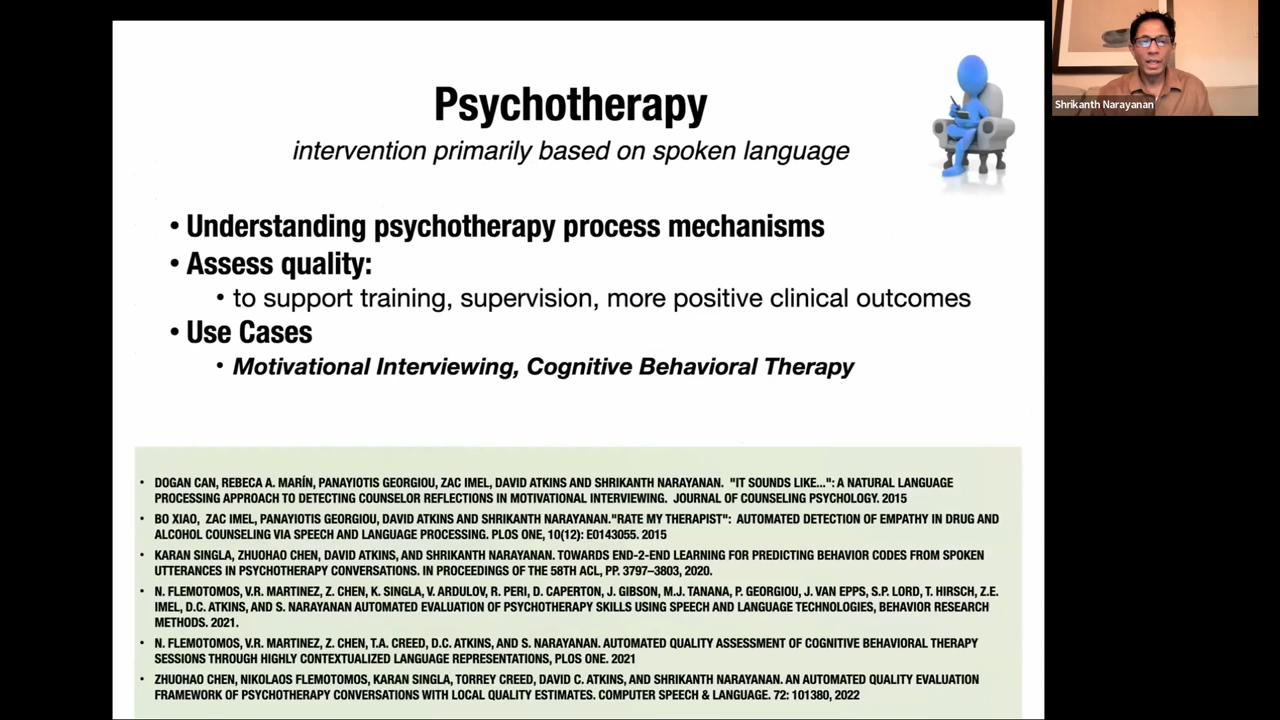 Psychotherapy
intervention primarily based on spoken language
• Understanding psychotherapy process mechanisms
• Assess quality:
• to support training, supervision, more positive clinical outcomes
• Use Cases
• Motivational Interviewing, Cognitive Behavioral Therapy
• DOGAN CAN, REBECA A. MARÍN, PANAYIOTIS GEORGIOU, ZAC IMEL, DAVID ATKINS AND SHRIKANTH NARAYANAN. "IT SOUNDS LIKE...": A NATURAL LANGUAGE
PROCESSING APPROACH TO DETECTING COUNSELOR REFLECTIONS IN MOTIVATIONAL INTERVIEWING. JOURNAL OF COUNSELING PSYCHOLOGY. 2015
• BO XIAO, ZAC IMEL, PANAYIOTIS GEORGIOU, DAVID ATKINS AND SHRIKANTH NARAYANAN."RATE MY THERAPIST": AUTOMATED DETECTION OF EMPATHY IN DRUG AND
ALCOHOL COUNSELING VIA SPEECH AND LANGUAGE PROCESSING. PLOS ONE, 10(12): E0143055. 2015
• KARAN SINGLA, ZHUOHAO CHEN, DAVID ATKINS, AND SHRIKANTH NARAYANAN. TOWARDS END-2-END LEARNING FOR PREDICTING BEHAVIOR CODES FROM SPOKEN
UTTERANCES IN PSYCHOTHERAPY CONVERSATIONS. IN PROCEEDINGS OF THE 58TH ACL, PP. 3797–3803, 2020.
• N. FLEMOTOMOS, V.R. MARTINEZ, Z. CHEN, K. SINGLA, V. ARDULOV, R. PERI, D. CAPERTON, J. GIBSON, M.J. TANANA, P. GEORGIOU, J. VAN EPPS, S.P. LORD, T. HIRSCH, Z.E.
IMEL, D.C. ATKINS, AND S. NARAYANAN AUTOMATED EVALUATION OF PSYCHOTHERAPY SKILLS USING SPEECH AND LANGUAGE TECHNOLOGIES, BEHAVIOR RESEARCH
METHODS. 2021.
• N. FLEMOTOMOS, V.R. MARTINEZ, Z. CHEN, T.A. CREED, D.C. ATKINS, AND S. NARAYANAN. AUTOMATED QUALITY ASSESSMENT OF COGNITIVE BEHAVIORAL THERAPY
SESSIONS THROUGH HIGHLY CONTEXTUALIZED LANGUAGE REPRESENTATIONS, PLOS ONE. 2021
• ZHUOHAO CHEN, NIKOLAOS FLEMOTOMOS, KARAN SINGLA, TORREY CREED, DAVID C. ATKINS, AND SHRIKANTH NARAYANAN. AN AUTOMATED QUALITY EVALUATION
FRAMEWORK OF PSYCHOTHERAPY CONVERSATIONS WITH LOCAL QUALITY ESTIMATES. COMPUTER SPEECH & LANGUAGE. 72: 101380, 2022
Shrikanth Narayanan